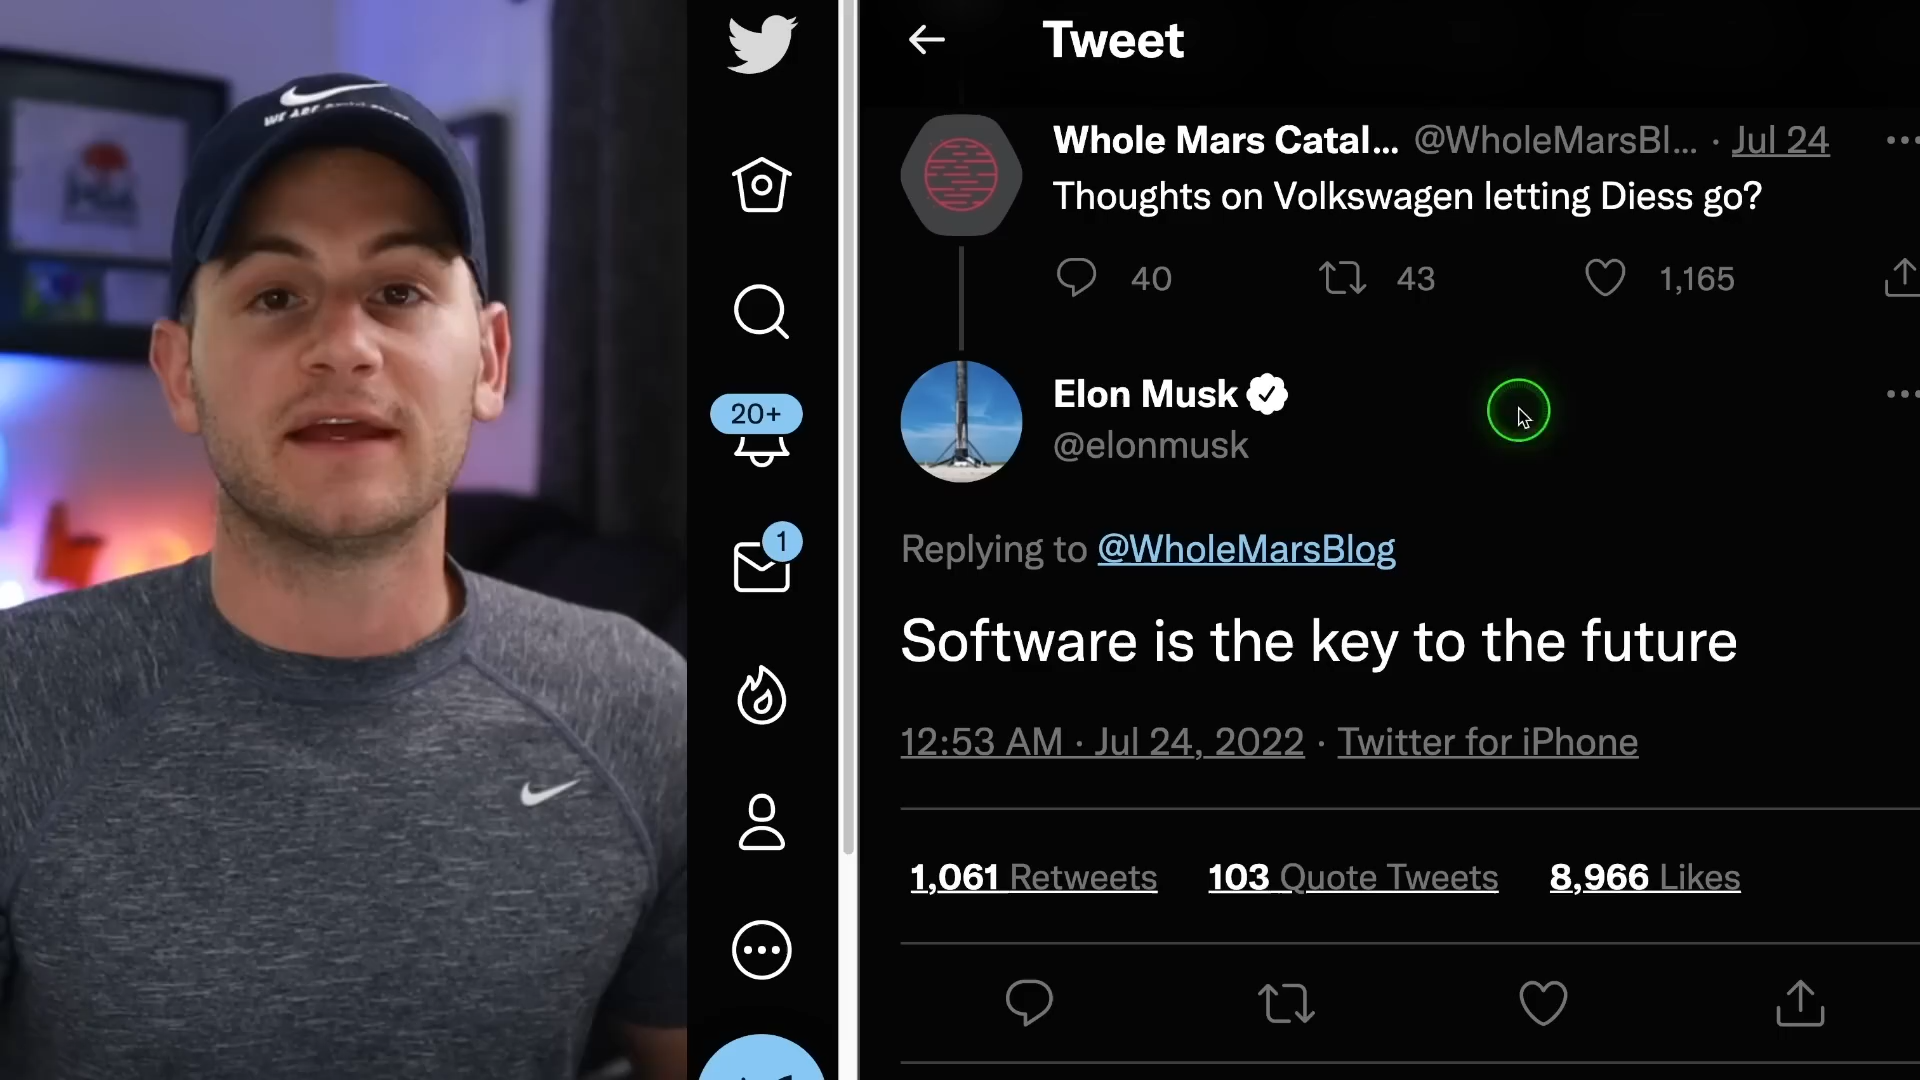 Tweet
Whole Mars Catal... @WholeMarsBl... · Jul 24
Thoughts on Volkswagen letting Diess go?
40 43 1,165
Elon Musk
@elonmusk
Replying to @WholeMarsBlog
Software is the key to the future
12:53 AM · Jul 24, 2022 · Twitter for iPhone
1,061 Retweets 103 Quote Tweets 8,966 Likes
20+
1
WE ARE